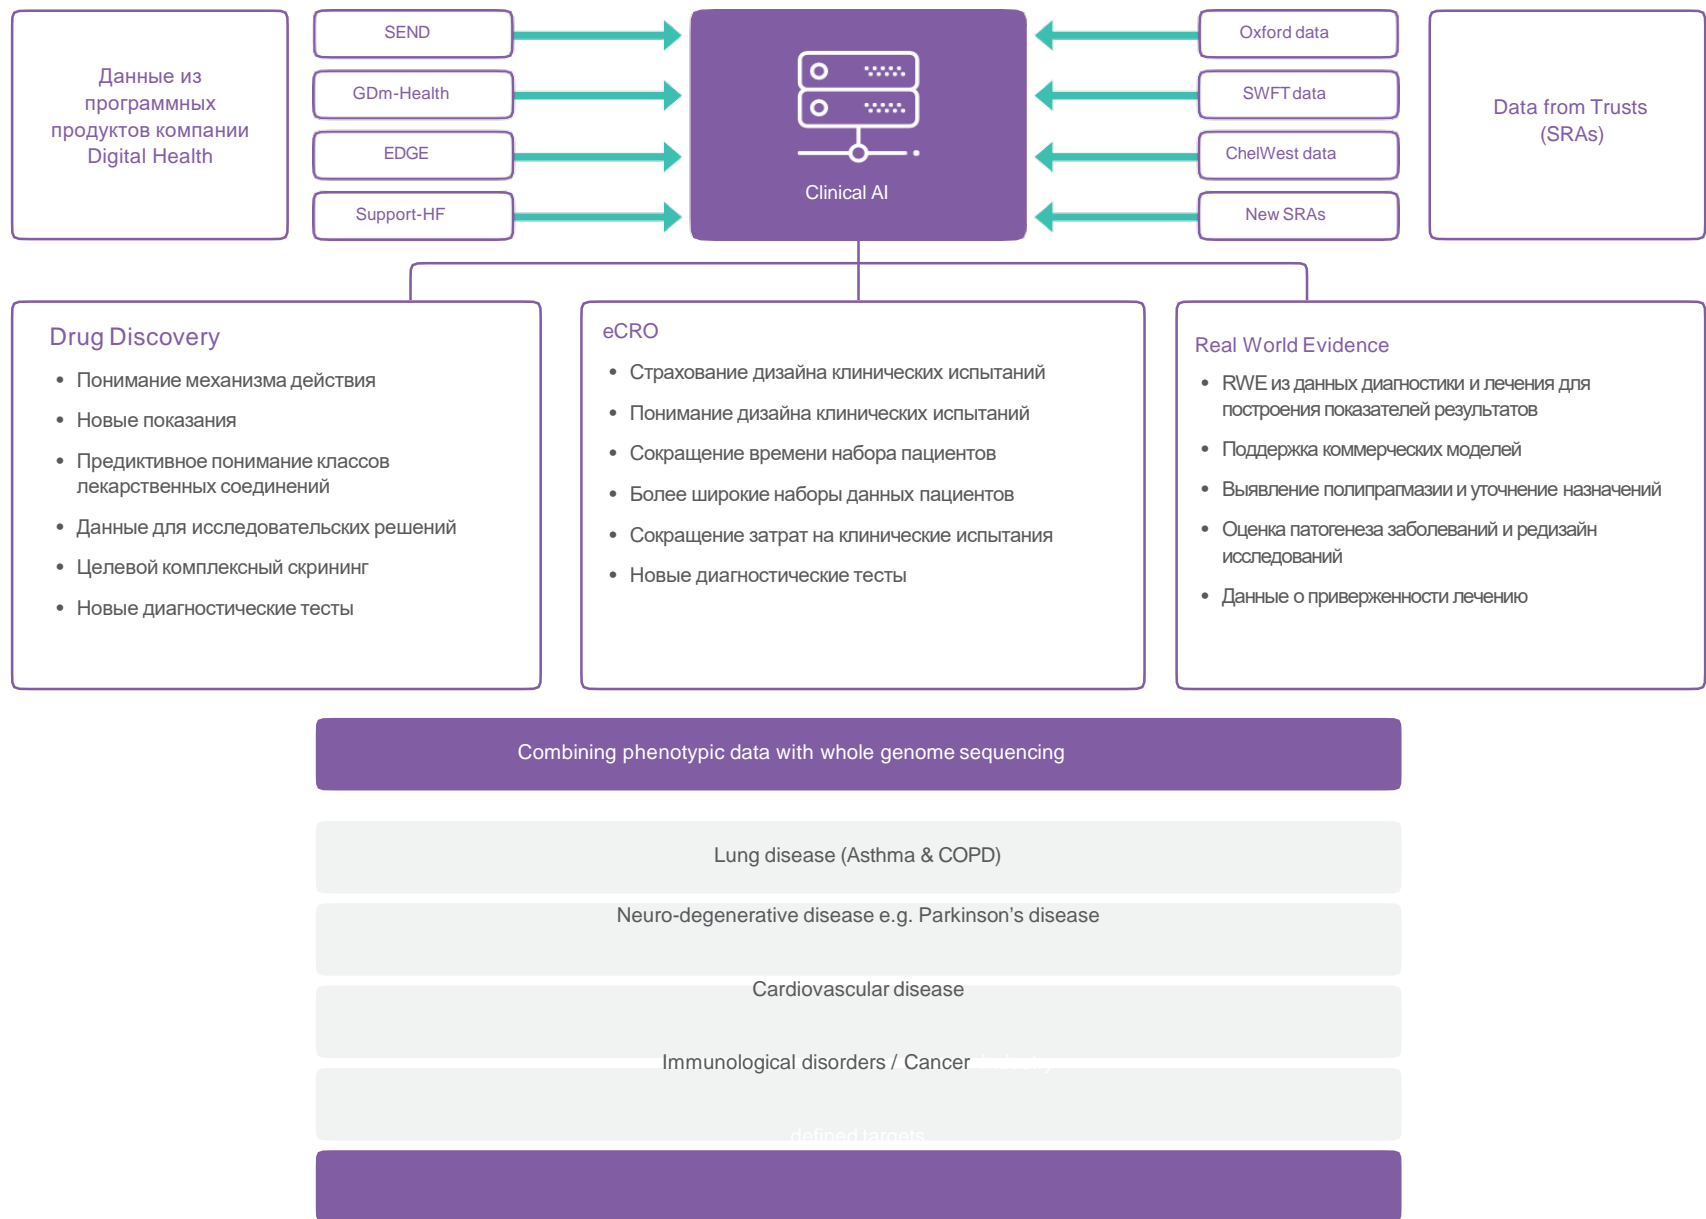 Данные из
программных
продуктов компании
Digital Health
SEND
GDm-Health
EDGE
Support-HF
Clinical AI
Oxford data
SWFT data
ChelWest data
New SRAs
Data from Trusts
(SRAs)
Drug Discovery
• Понимание механизма действия
• Новые показания
• Предиктивное понимание классов
лекарственных соединений
• Данные для исследовательских решений
• Целевой комплексный скрининг
• Новые диагностические тесты
eCRO
• Страхование дизайна клинических испытаний
• Понимание дизайна клинических испытаний
• Сокращение времени набора пациентов
• Более широкие наборы данных пациентов
• Сокращение затрат на клинические испытания
• Новые диагностические тесты
Real World Evidence
• RWE из данных диагностики и лечения для
построения показателей результатов
• Поддержка коммерческих моделей
• Выявление полипрагмазии и уточнение назначений
• Оценка патогенеза заболеваний и редизайн
исследований
• Данные о приверженности лечению
Combining phenotypic data with whole genome sequencing
Lung disease (Asthma & COPD)
Neuro-degenerative disease e.g. Parkinson's disease
Cardiovascular disease
Immunological disorders / Cancer
defined targets